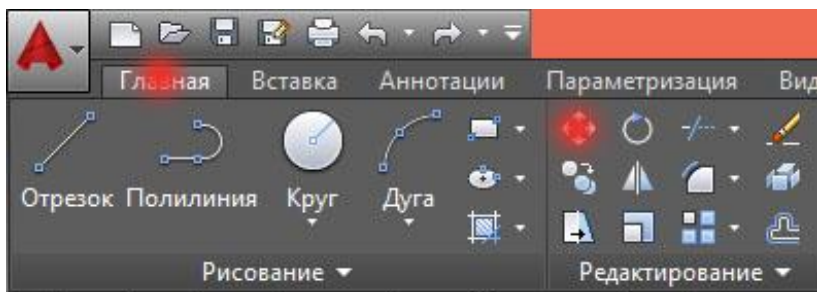 Главная Вставка Аннотации Параметризация Вид
Отрезок Полилиния Круг Дуга
Рисование Редактирование